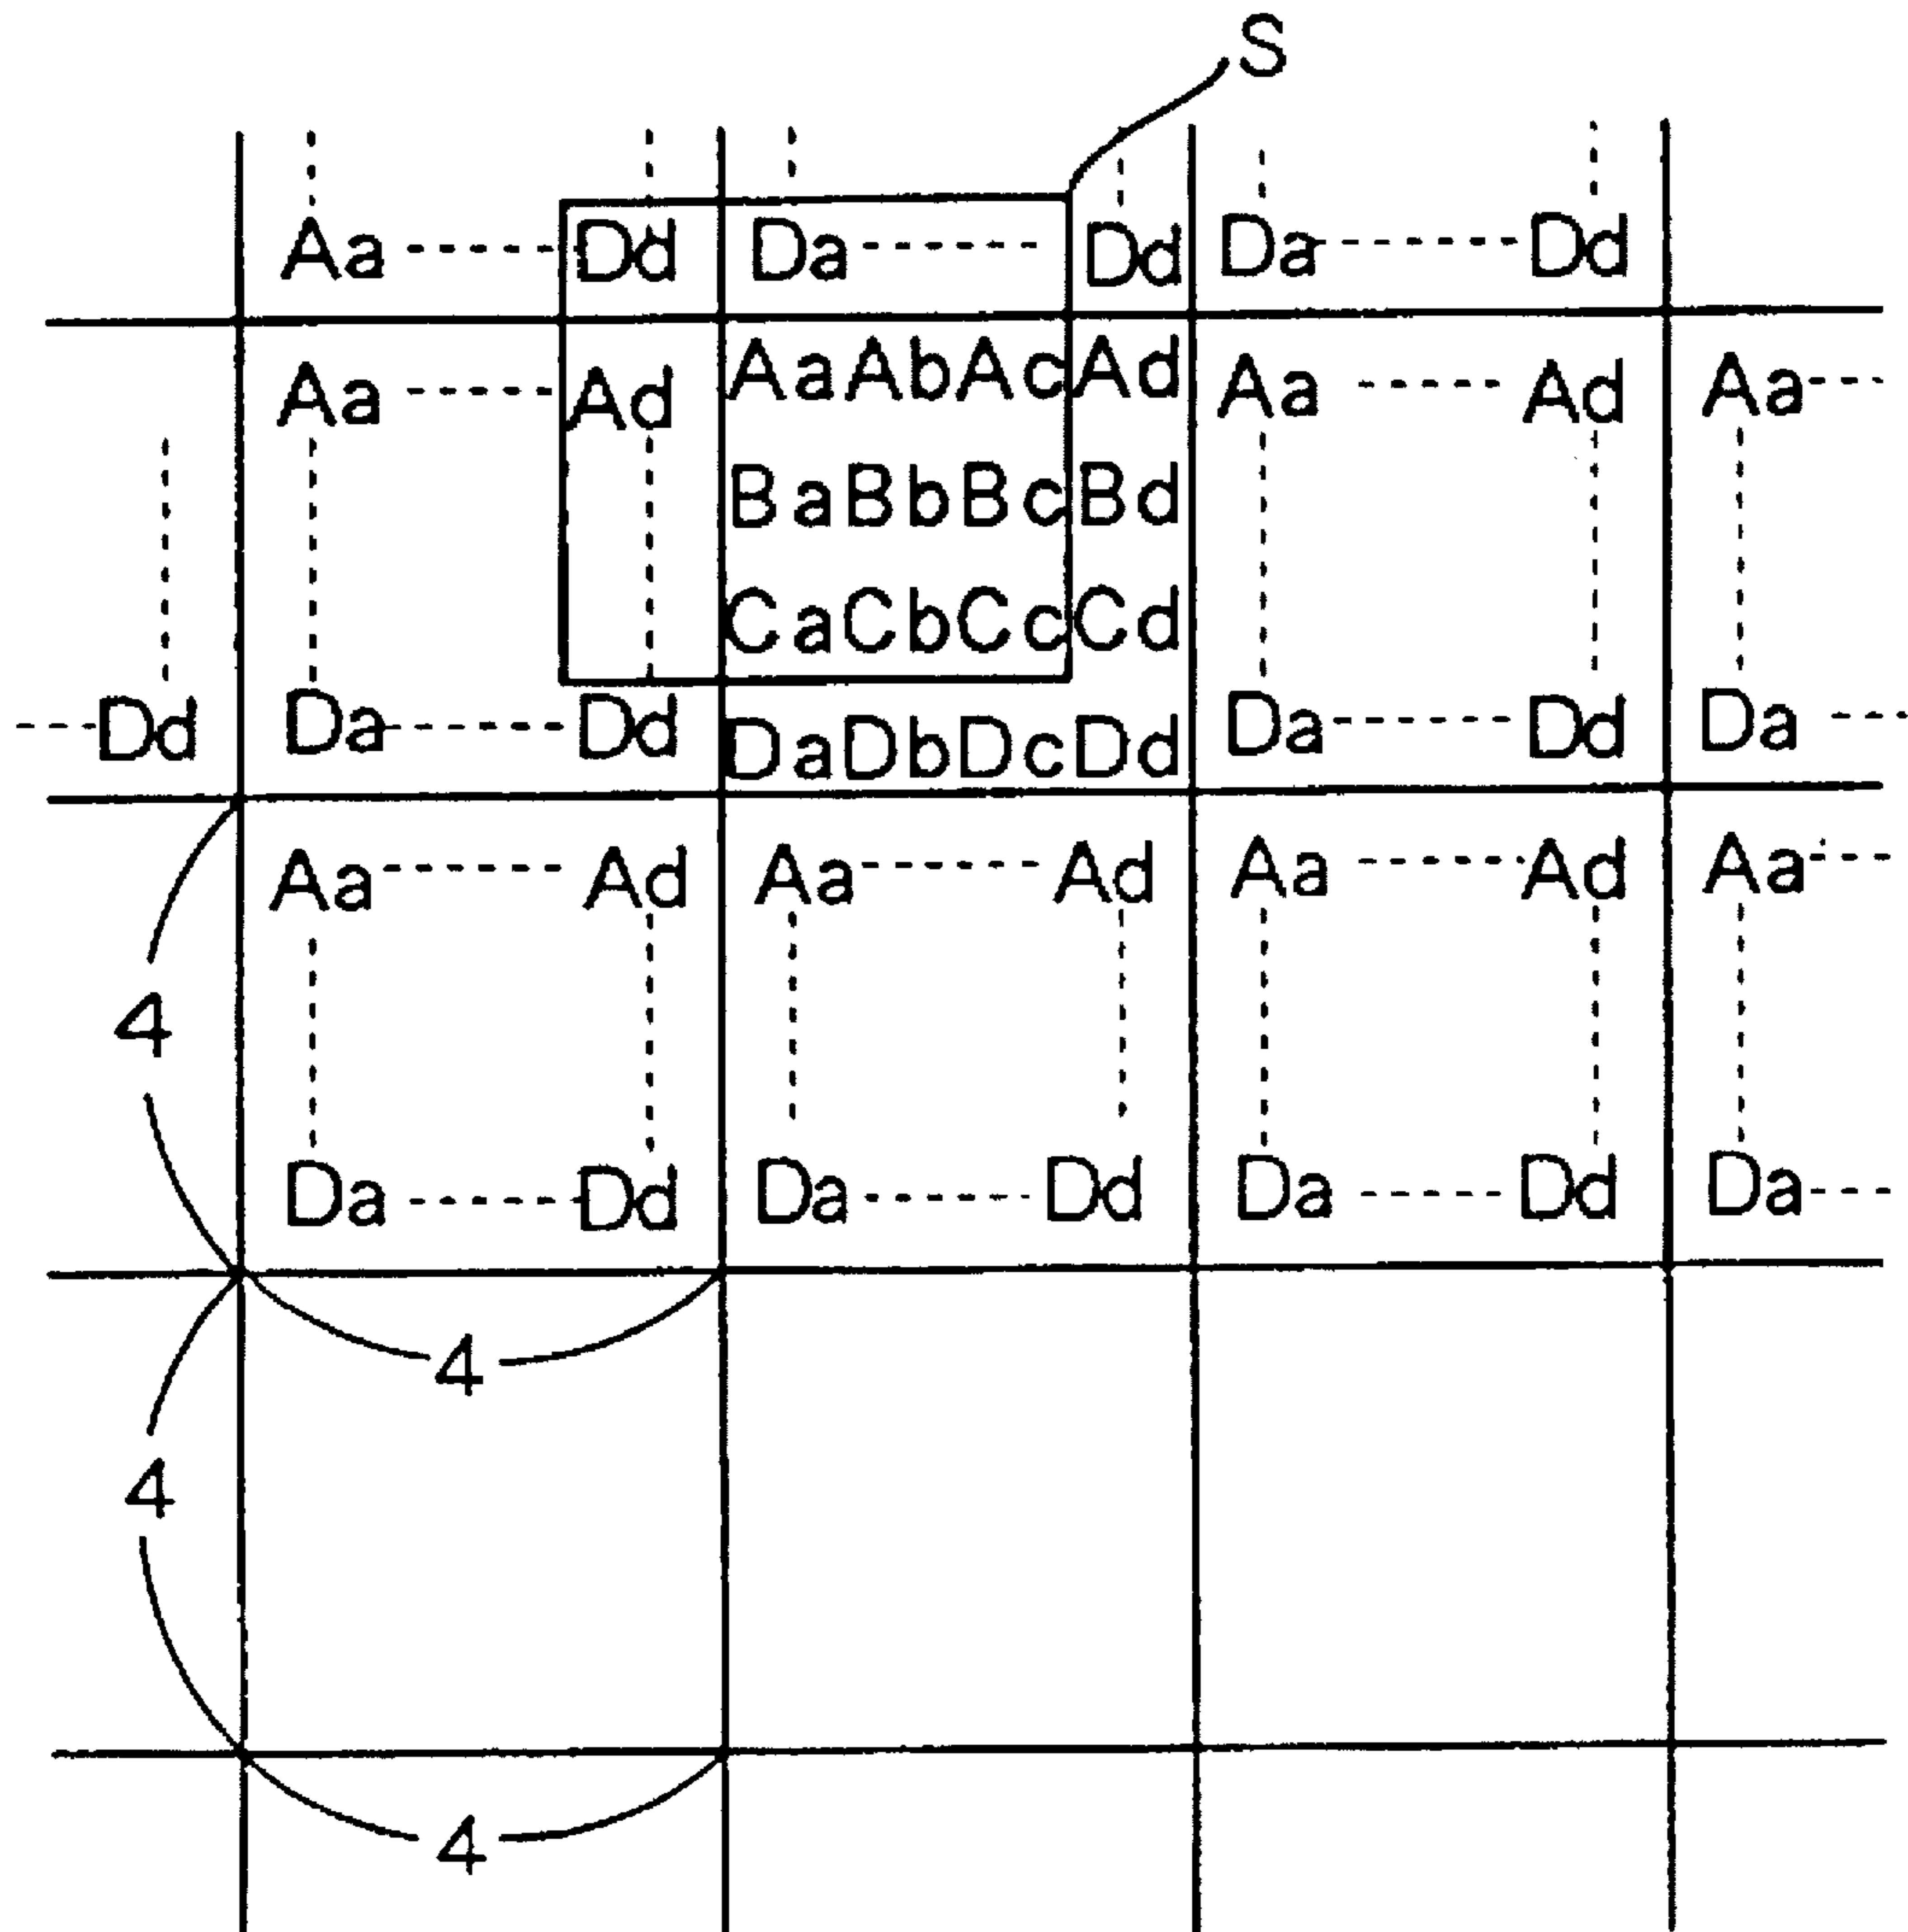 S
Aa Dd Da Dd Da Dd
Aa Ad AaAbAcAd Aa Ad Aa
BaBbBcBd
CaCbCcCd
Dd Da Dd DaDbDcDd Da Dd Da
Aa Ad Aa Ad Aa Ad Aa
4
Da Dd Da Dd Da Dd Da
4
4
4